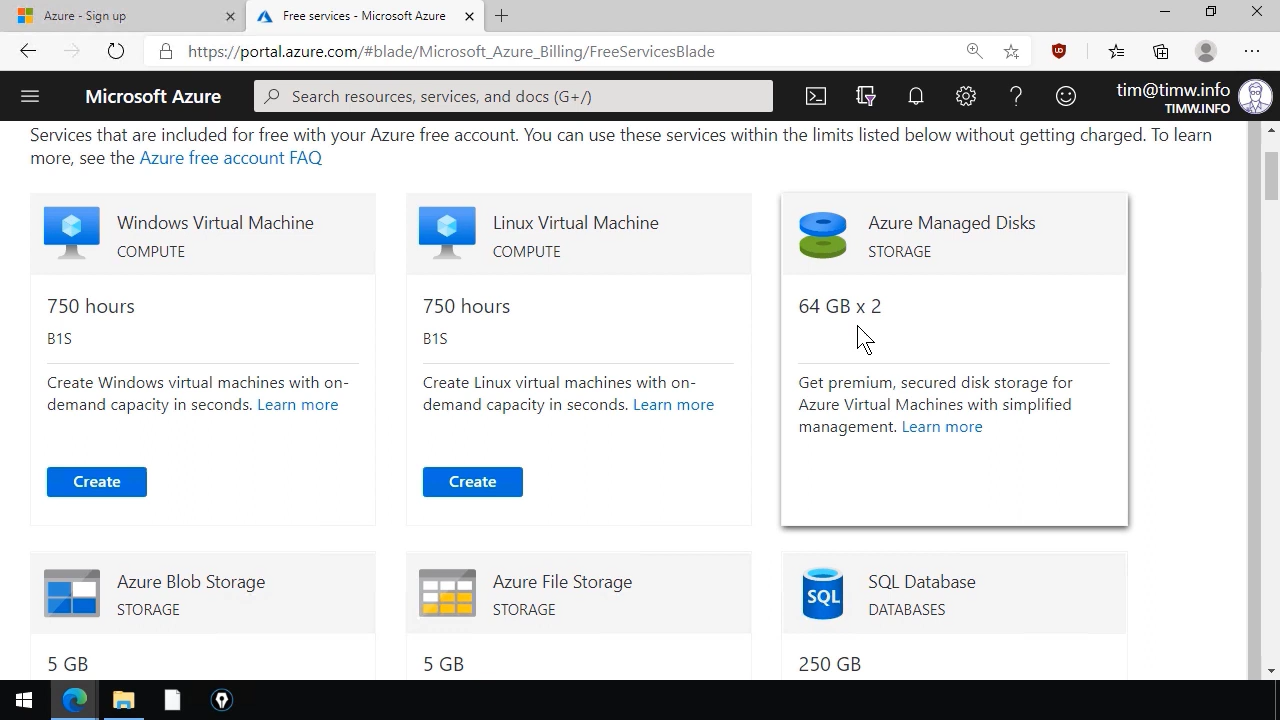 Azure - Sign up
Free services - Microsoft Azure
https://portal.azure.com/#blade/Microsoft_Azure_Billing/FreeServicesBlade
Microsoft Azure
Search resources, services, and docs (G+/)
tim@timw.info
TIMW.INFO
Services that are included for free with your Azure free account. You can use these services within the limits listed below without getting charged. To learn
more, see the Azure free account FAQ
Windows Virtual Machine
COMPUTE
750 hours
B1S
Create Windows virtual machines with on-
demand capacity in seconds. Learn more
Create
Linux Virtual Machine
COMPUTE
750 hours
B1S
Create Linux virtual machines with on-
demand capacity in seconds. Learn more
Create
Azure Managed Disks
STORAGE
64 GB x 2
Get premium, secured disk storage for
Azure Virtual Machines with simplified
management. Learn more
Azure Blob Storage
STORAGE
5 GB
Azure File Storage
STORAGE
5 GB
SQL Database
SQL
DATABASES
250 GB